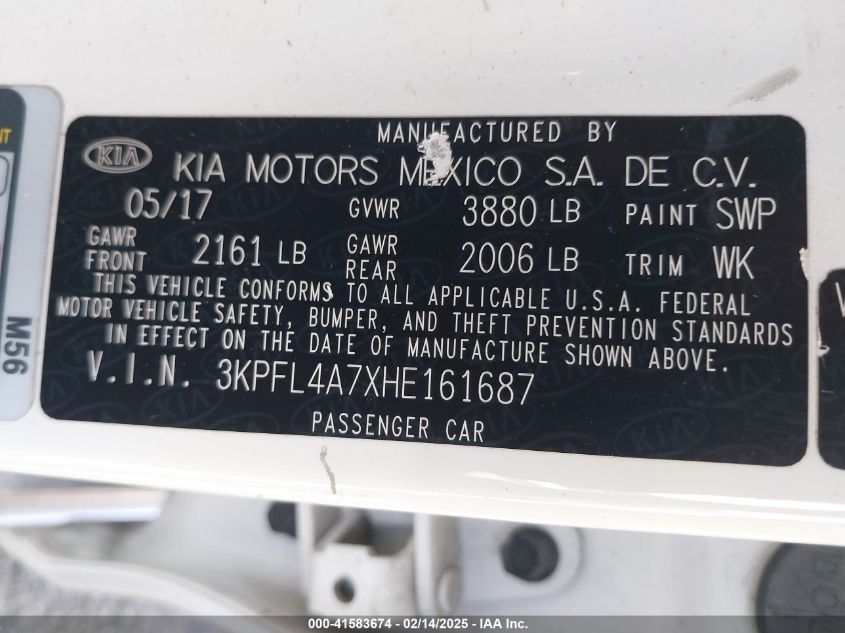 MANUFACTURED BY
KIA KIA MOTORS MEXICO S.A. DE C.V.
05/17 GVWR 3880 LB PAINT SWP
GAWR FRONT 2161 LB GAWR REAR 2006 LB TRIM WK
THIS VEHICLE CONFORMS TO ALL APPLICABLE U.S.A. FEDERAL
MOTOR VEHICLE SAFETY, BUMPER, AND THEFT PREVENTION STANDARDS
IN EFFECT ON THE DATE OF MANUFACTURE SHOWN ABOVE.
V.I.N. 3KPFL4A7XHE161687
PASSENGER CAR
M56
000-41583674 - 02/14/2025 - IAA Inc.